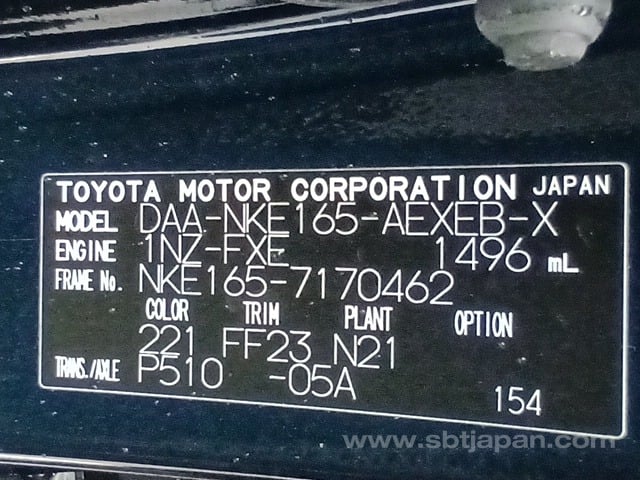 TOYOTA MOTOR CORPORATION JAPAN
MODEL DAA-NKE165-AEXEB-X
ENGINE 1NZ-FXE 1496 mL
FRAME No. NKE165-7170462
COLOR TRIM PLANT OPTION
221 FF23 N21
TRANS./AXLE P510 -05A
154
www.sbtjapan.com